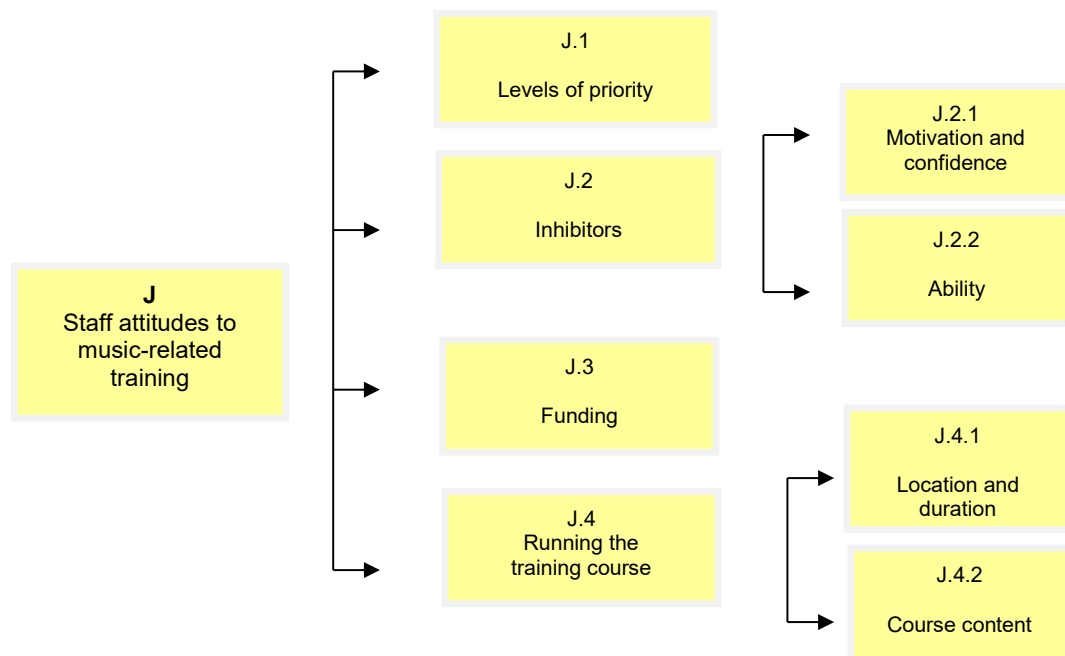 J
Staff attitudes to
music-related
training
J.1
Levels of priority
J.2
Inhibitors
J.2.1
Motivation and
confidence
J.2.2
Ability
J.3
Funding
J.4
Running the
training course
J.4.1
Location and
duration
J.4.2
Course content